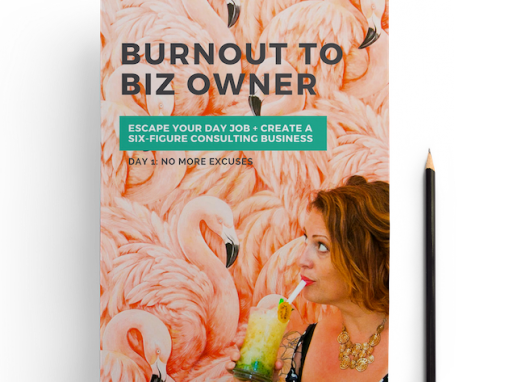 BURNOUT TO
BIZ OWNER
ESCAPE YOUR DAY JOB + CREATE A
SIX-FIGURE CONSULTING BUSINESS
DAY 1: NO MORE EXCUSES